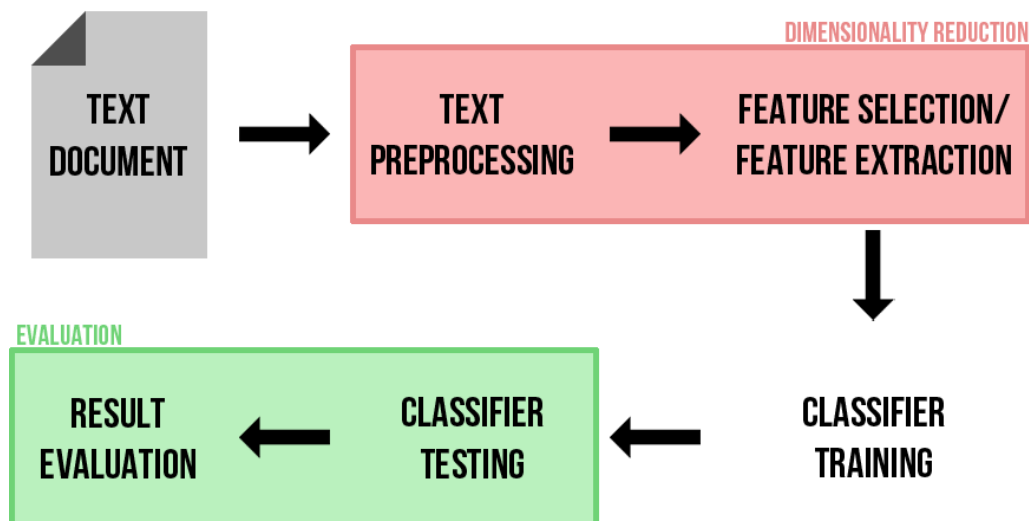 DIMENSIONALITY REDUCTION
TEXT
DOCUMENT
TEXT
PREPROCESSING
FEATURE SELECTION/
FEATURE EXTRACTION
EVALUATION
RESULT
EVALUATION
CLASSIFIER
TESTING
CLASSIFIER
TRAINING